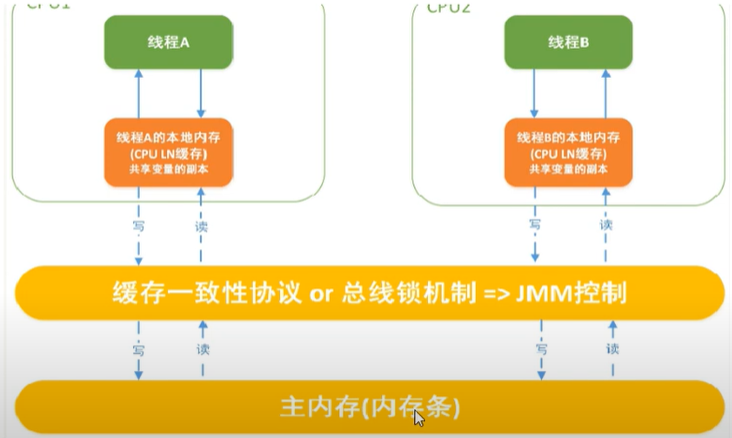 CPU1
CPU2
线程A
线程B
线程A的本地内存
(CPU LN缓存)
共享变量的副本
线程B的本地内存
(CPU LN缓存)
共享变量的副本
写
读
写
读
缓存一致性协议 or 总线锁机制 => JMM控制
写
读
写
读
主内存(内存条)